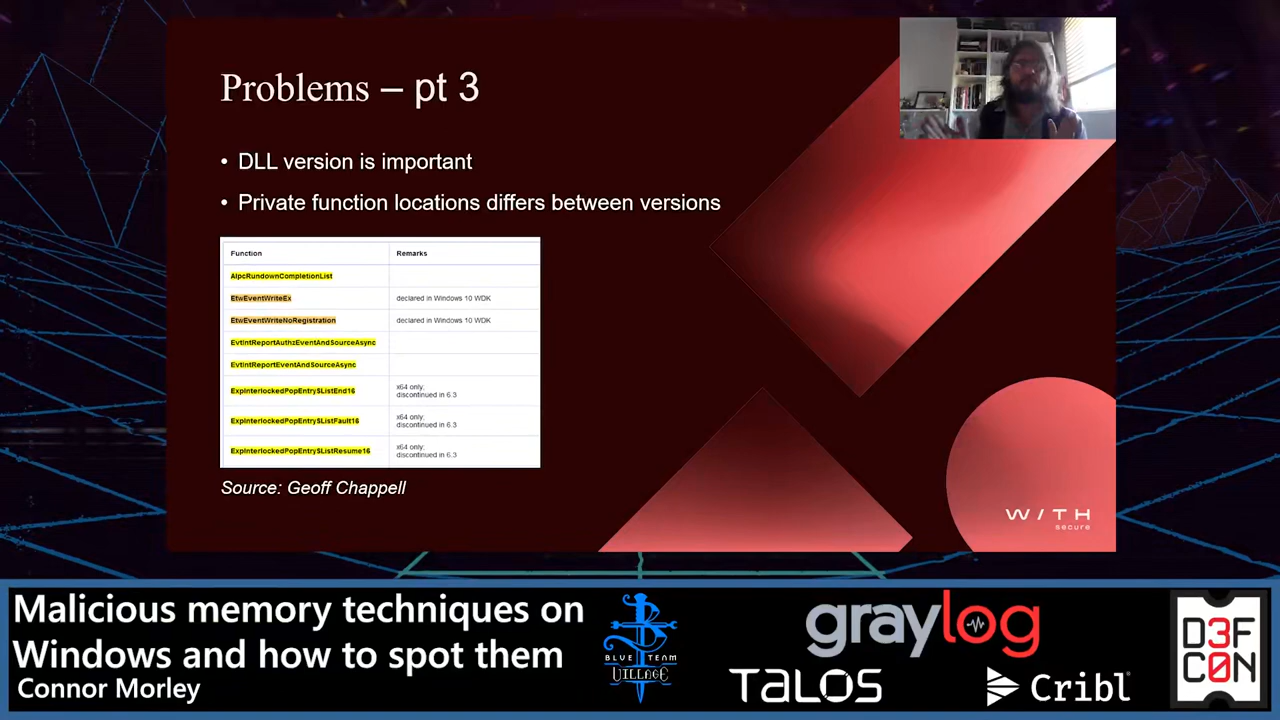 Problems – pt 3
• DLL version is important
• Private function locations differs between versions
Function Remarks
AlpcRundownCompletionList
EtwEventWriteEx declared in Windows 10 WDK
EtwEventWriteNoRegistration declared in Windows 10 WDK
EvtIntReportAuthzEventAndSourceAsync
EvtIntReportEventAndSourceAsync
ExpInterlockedPopEntrySListEnd16 x64 only;
discontinued in 6.3
ExpInterlockedPopEntrySListFault16 x64 only;
discontinued in 6.3
ExpInterlockedPopEntrySListResume16 x64 only;
discontinued in 6.3
Source: Geoff Chappell
W/TH
secure
Malicious memory techniques on
Windows and how to spot them
Connor Morley
BLUE TEAM
VILLAGE
graylog
TALOS
Cribl
D3F
C0N